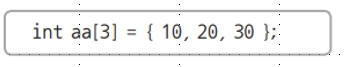 int aa[3] = { 10, 20, 30 };